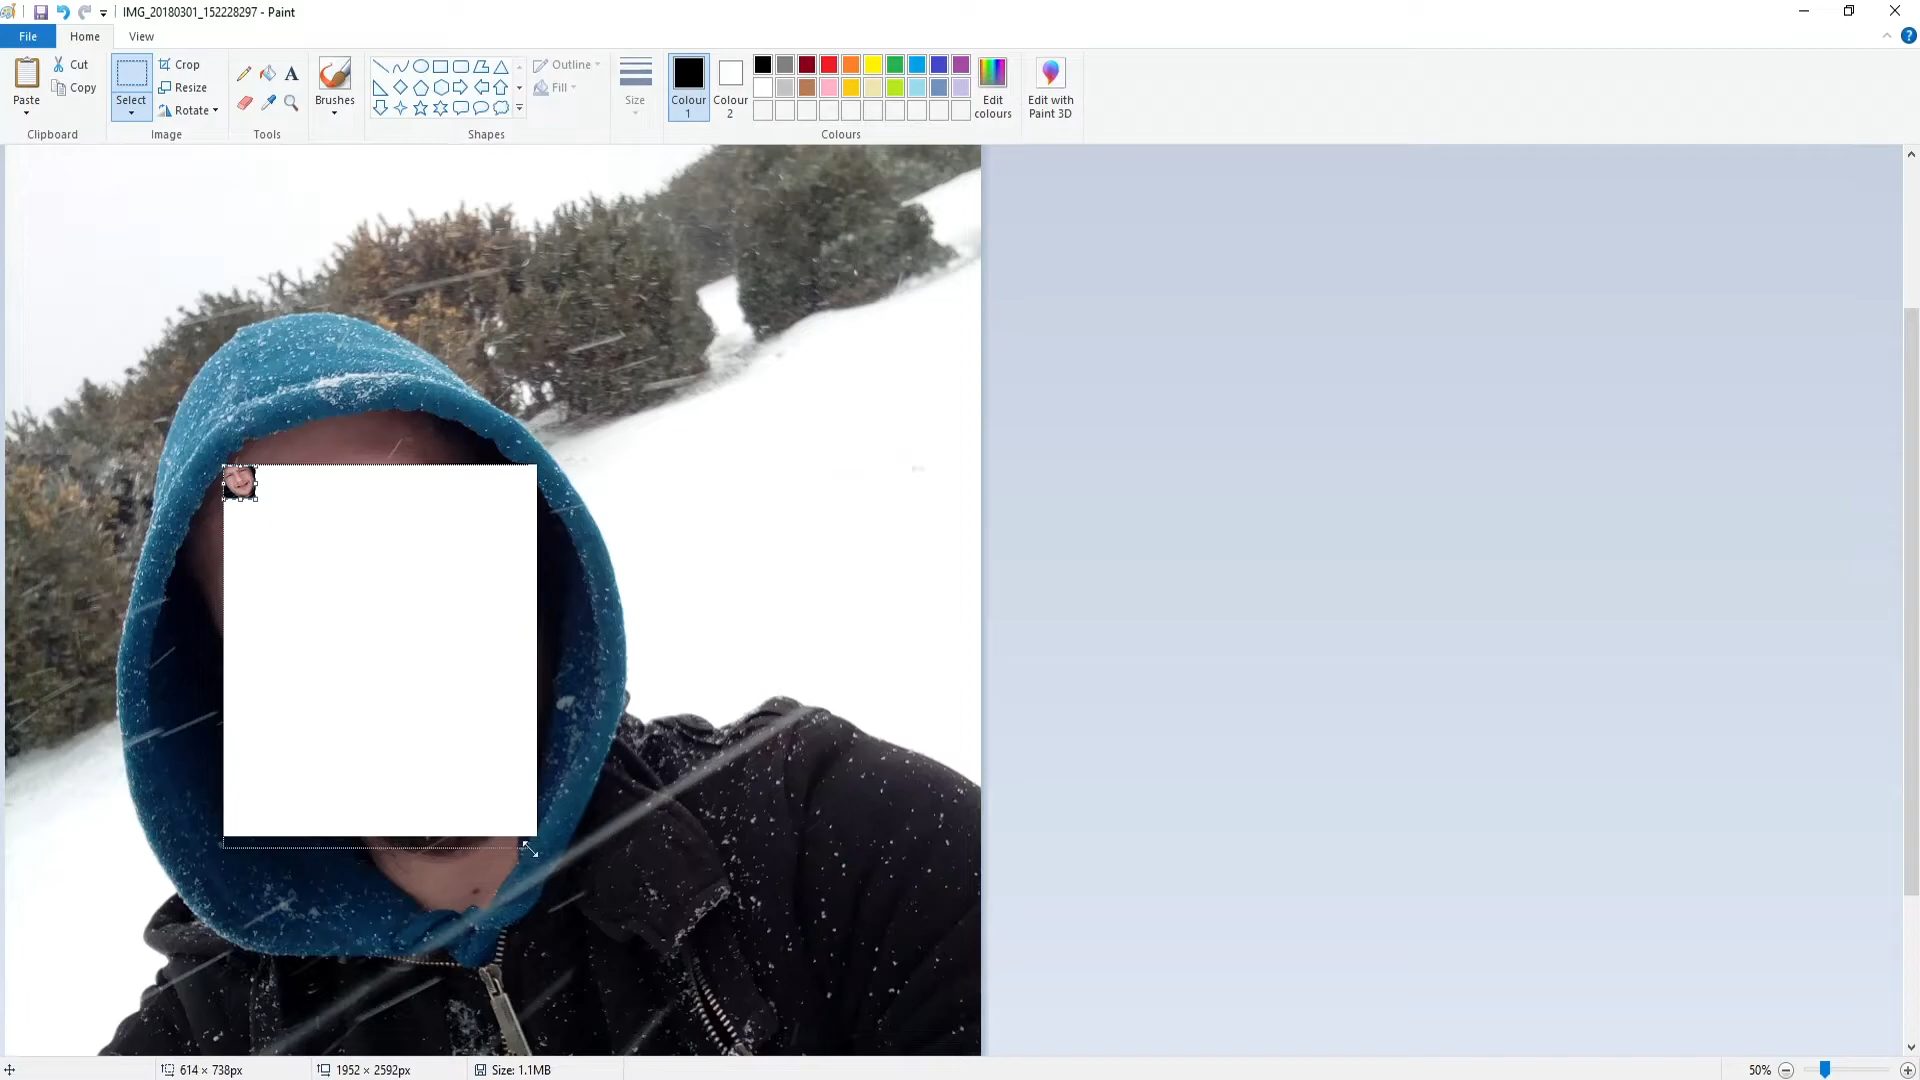 IMG_20180301_152228297 - Paint
File Home View
Paste
Cut
Copy
Clipboard
Select
Crop
Resize
Rotate
Image
A
Tools
Brushes
Outline
Fill
Shapes
Size
Colour 1
Colour 2
Edit colours
Colours
Edit with Paint 3D
614 × 738px
1952 × 2592px
Size: 1.1MB
50%